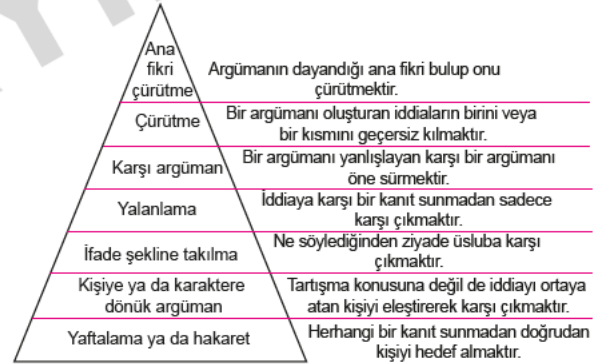 Ana
fikri
çürütme
Argümanın dayandığı ana fikri bulup onu
çürütmektir.
Çürütme
Bir argümanı oluşturan iddiaların birini veya
bir kısmını geçersiz kılmaktır.
Karşı argüman
Bir argümanı yanlışlayan karşı bir argümanı
öne sürmektir.
Yalanlama
İddiaya karşı bir kanıt sunmadan sadece
karşı çıkmaktır.
İfade şekline takılma
Ne söylediğinden ziyade üsluba karşı
çıkmaktır.
Kişiye ya da karaktere
dönük argüman
Tartışma konusuna değil de iddiayı ortaya
atan kişiyi eleştirerek karşı çıkmaktır.
Yaftalama ya da hakaret
Herhangi bir kanıt sunmadan doğrudan
kişiyi hedef almaktır.